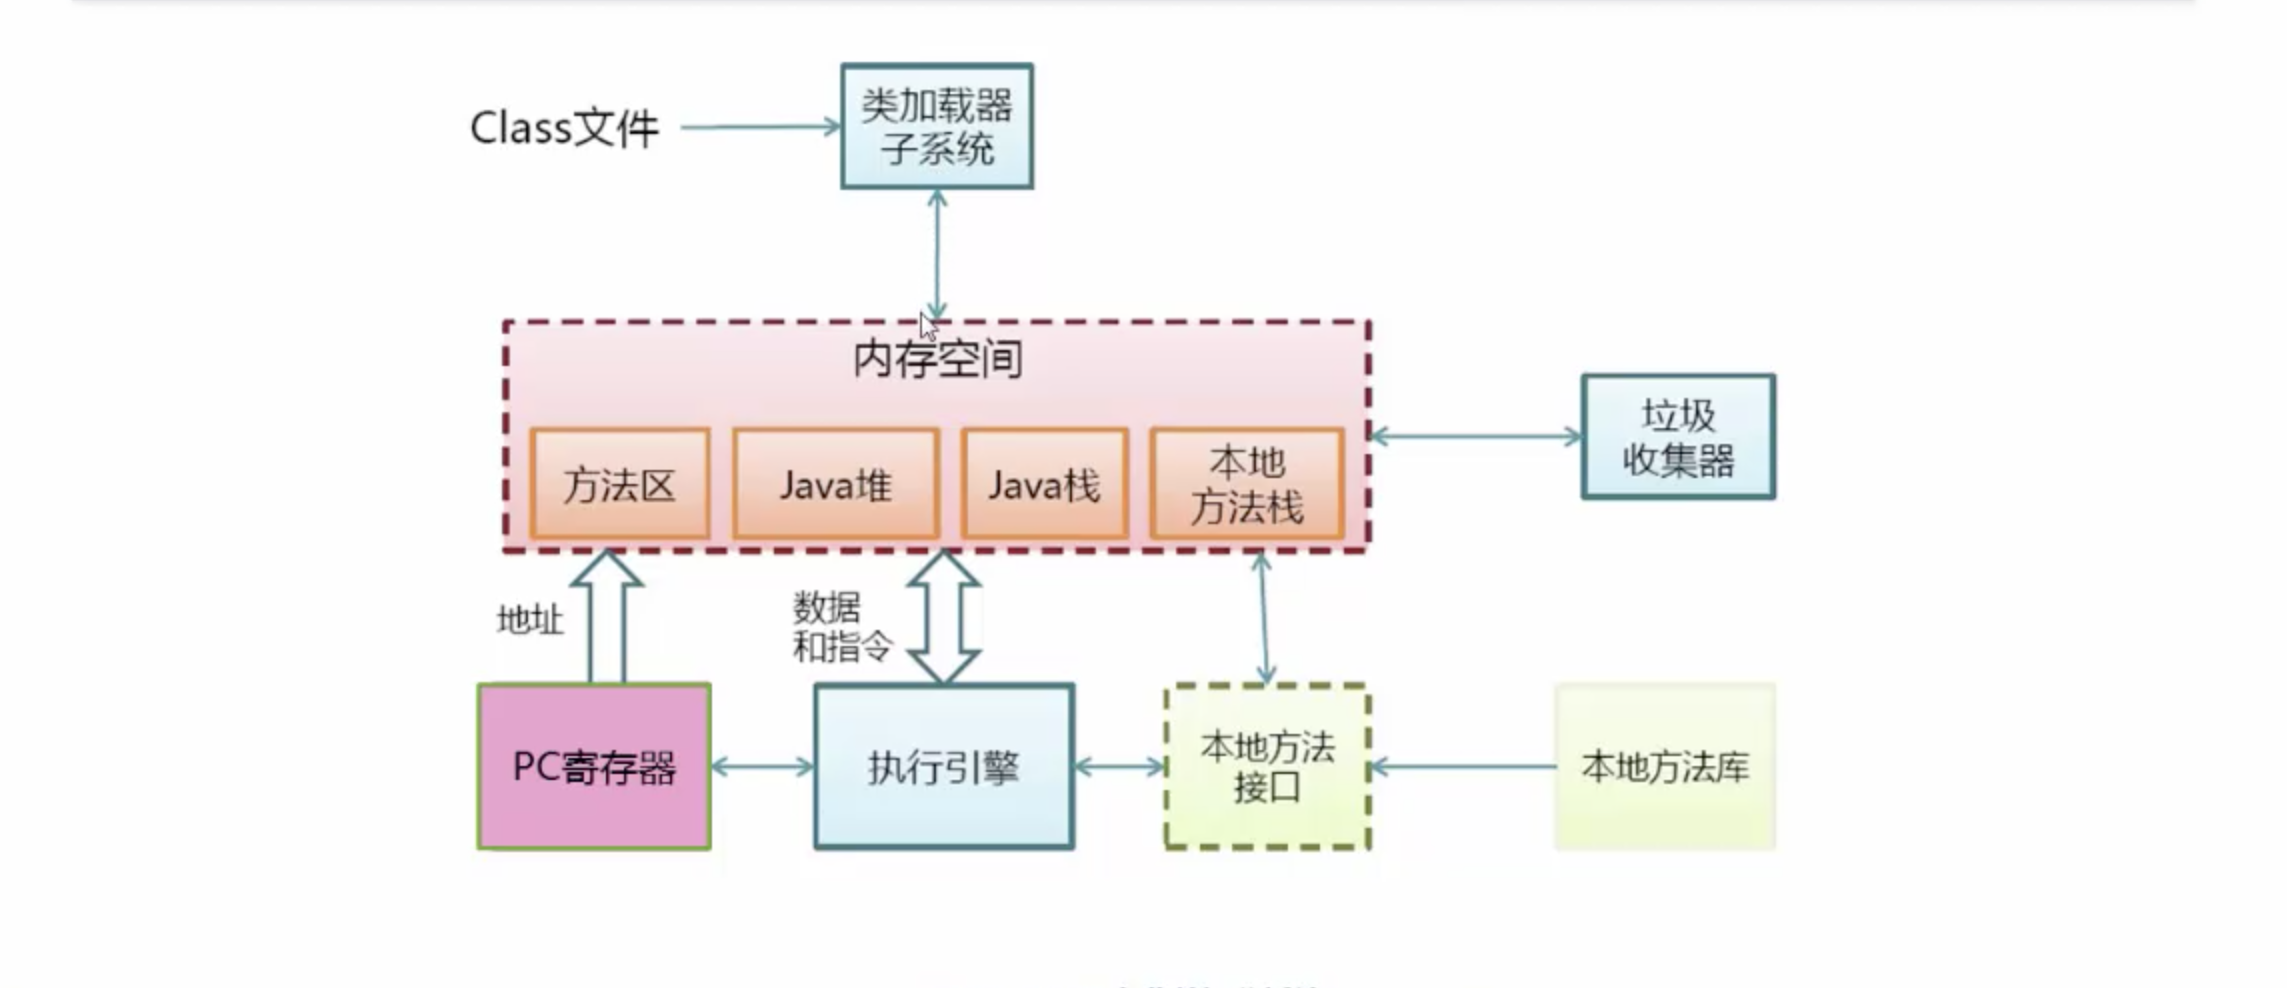 Class文件
类加载器
子系统
内存空间
方法区
Java堆
Java栈
本地
方法栈
垃圾
收集器
地址
数据
和指令
PC寄存器
执行引擎
本地方法
接口
本地方法库